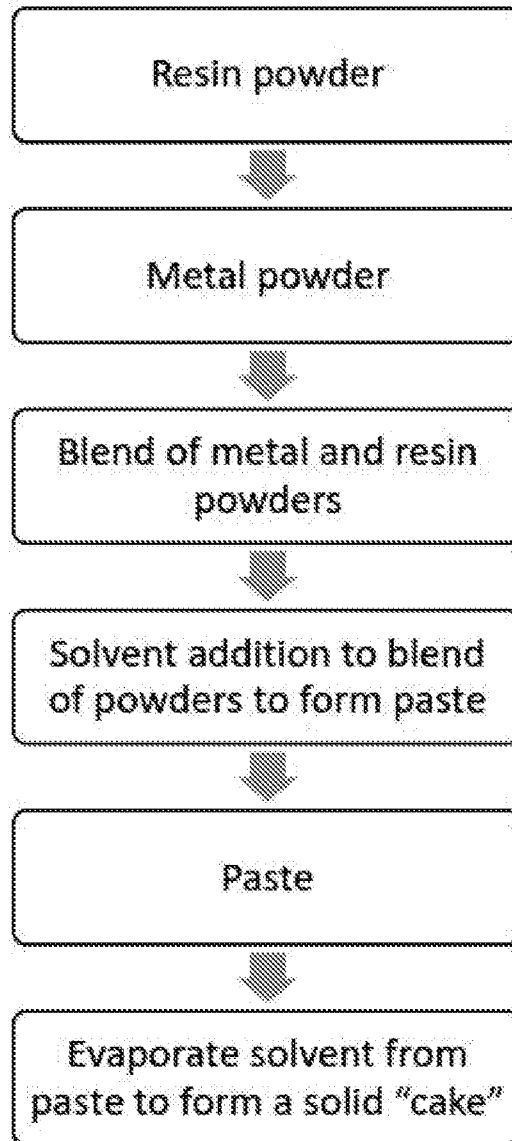 Resin powder
Metal powder
Blend of metal and resin
powders
Solvent addition to blend
of powders to form paste
Paste
Evaporate solvent from
paste to form a solid “cake”